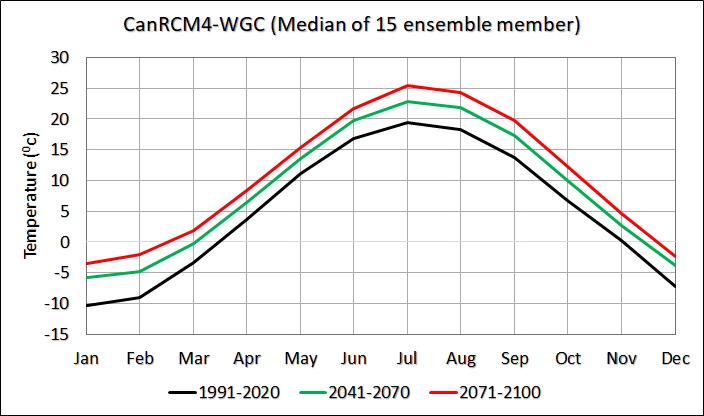 CanRCM4-WGC (Median of 15 ensemble member)
30
25
20
15
10
5
0
-5
-10
-15
Temperature (⁰c)
Jan Feb Mar Apr May Jun Jul Aug Sep Oct Nov Dec
1991-2020 2041-2070 2071-2100